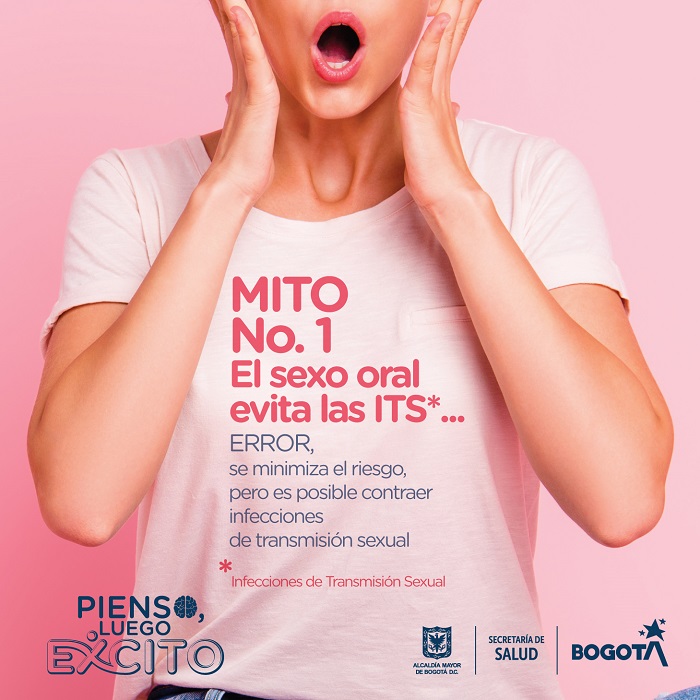 MITO
No. 1
El sexo oral
evita las ITS*...
ERROR,
se minimiza el riesgo,
pero es posible contraer
infecciones
de transmisión sexual
* Infecciones de Transmisión Sexual
PIENSO,
LUEGO
EXCITO
ALCALDÍA MAYOR
DE BOGOTÁ D.C.
SECRETARÍA DE
SALUD
BOGOTÁ